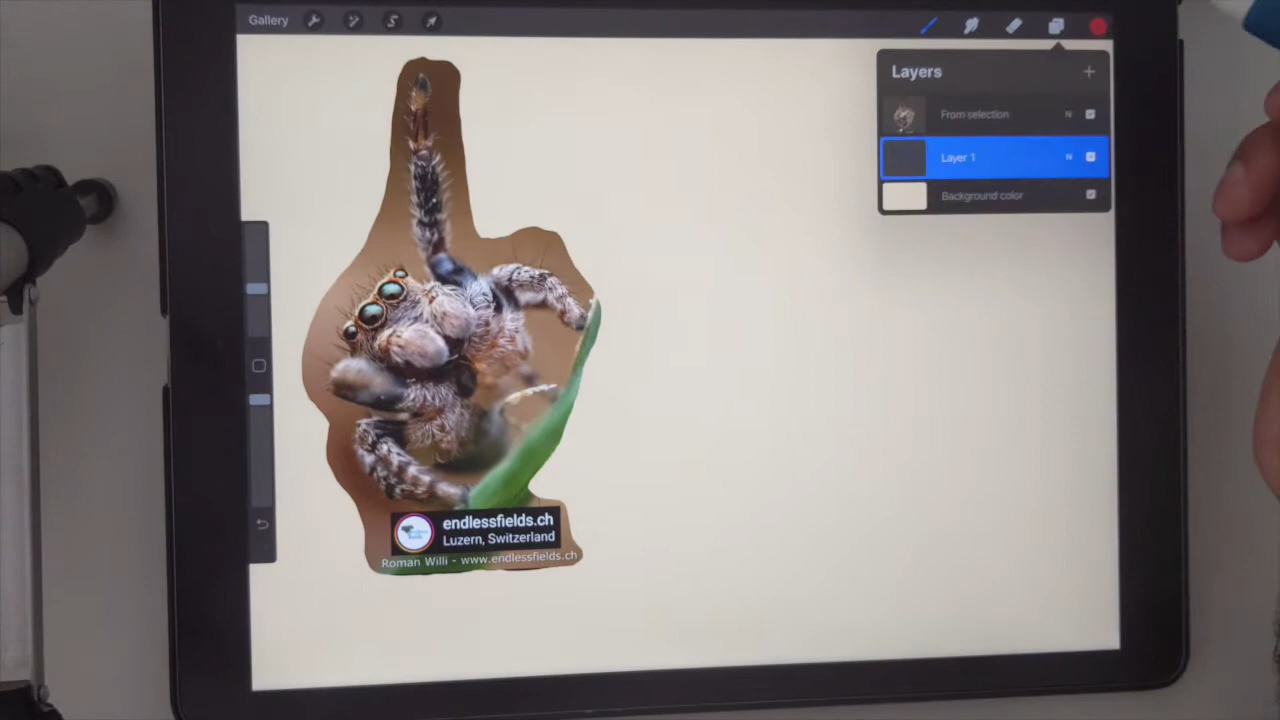 Gallery
Layers
From selection
N
Layer 1
N
Background color
endlessfields.ch
Luzern, Switzerland
Roman Willi - www.endlessfields.ch